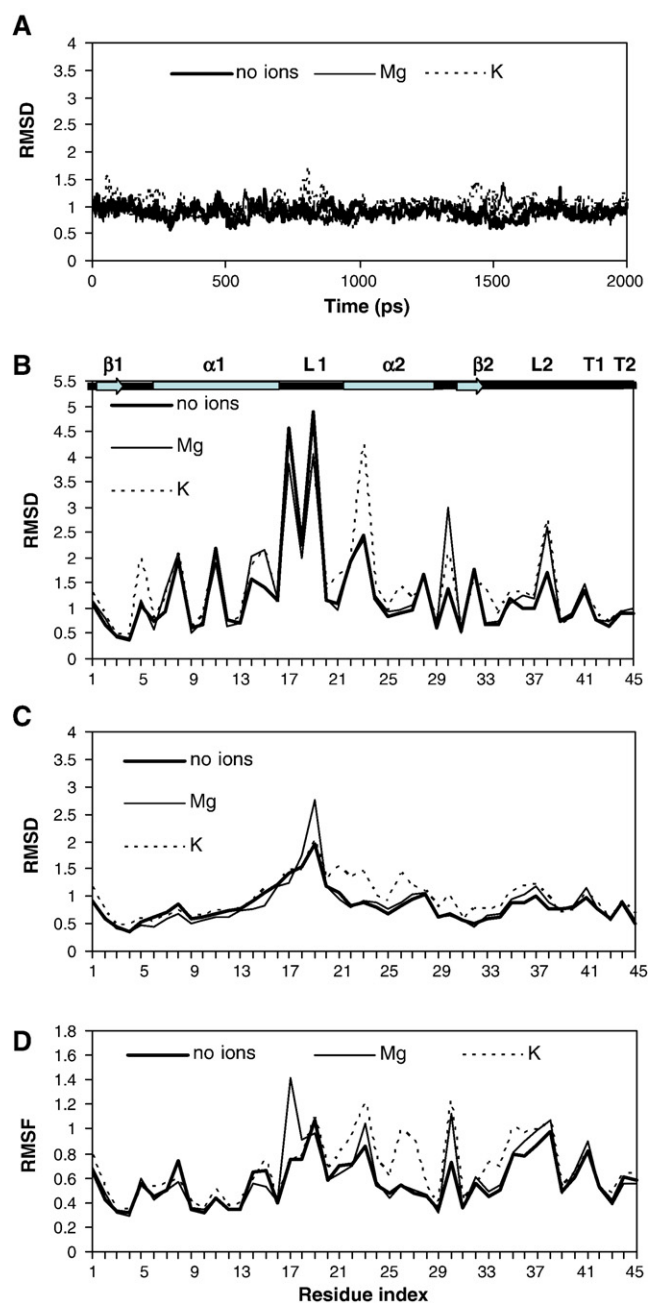 A
4
3.5
3
2.5
2
1.5
1
0.5
0
RMSD
no ions Mg K
0 500 1000 1500 2000
Time (ps)
B
β1 α1 L1 α2 β2 L2 T1 T2
5.5
5
4.5
4
3.5
3
2.5
2
1.5
1
0.5
0
RMSD
no ions
Mg
K
1 5 9 13 17 21 25 29 33 37 41 45
C
4
3.5
3
2.5
2
1.5
1
0.5
0
RMSD
no ions
Mg
K
1 5 9 13 17 21 25 29 33 37 41 45
D
1.8
1.6
1.4
1.2
1
0.8
0.6
0.4
0.2
0
RMSF
no ions Mg K
1 5 9 13 17 21 25 29 33 37 41 45
Residue index